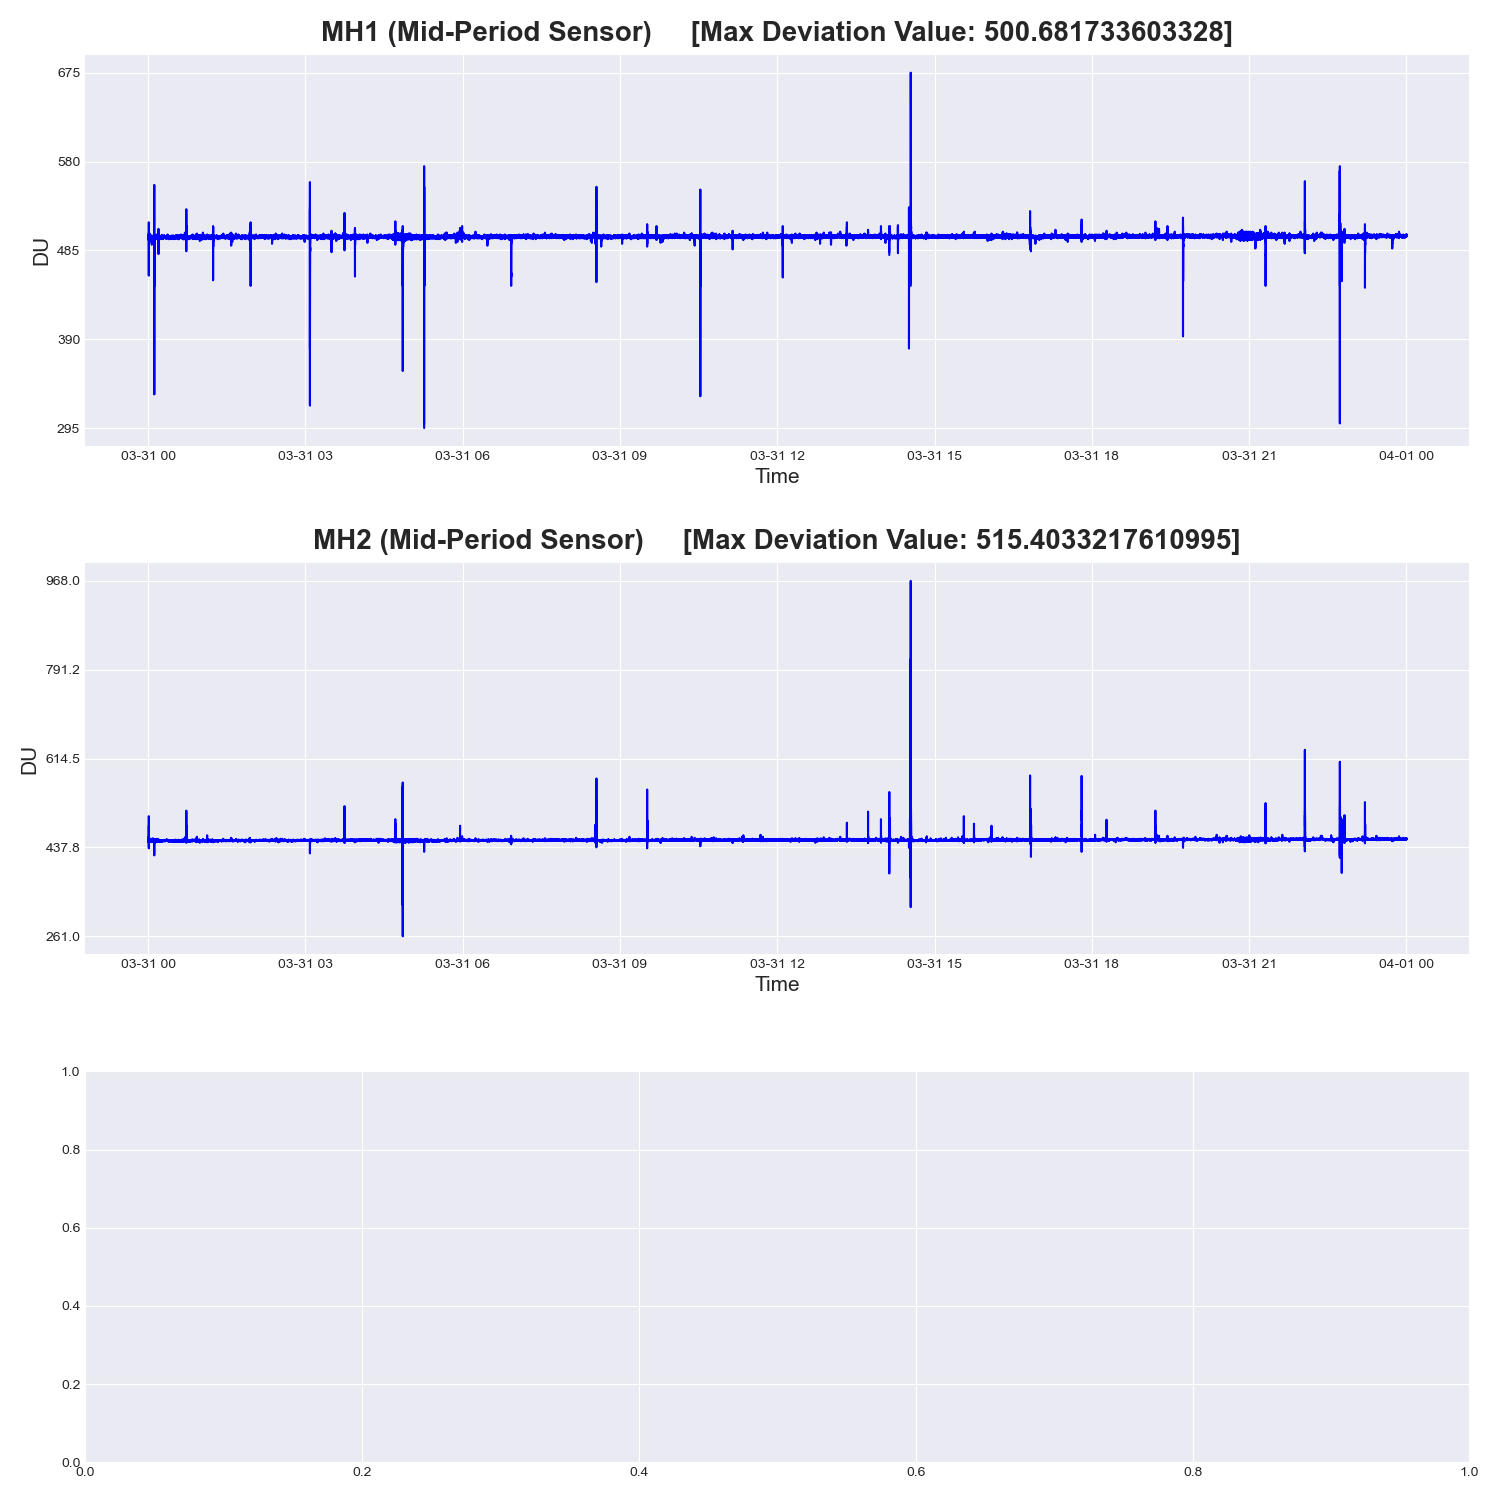 MH1 (Mid-Period Sensor) [Max Deviation Value: 500.681733603328]
675
580
485
390
295
DU
03-31 00 03-31 03 03-31 06 03-31 09 03-31 12 03-31 15 03-31 18 03-31 21 04-01 00
Time
MH2 (Mid-Period Sensor) [Max Deviation Value: 515.4033217610995]
968.0
791.2
614.5
437.8
261.0
DU
03-31 00 03-31 03 03-31 06 03-31 09 03-31 12 03-31 15 03-31 18 03-31 21 04-01 00
Time
1.0
0.8
0.6
0.4
0.2
0.0
0.0 0.2 0.4 0.6 0.8 1.0